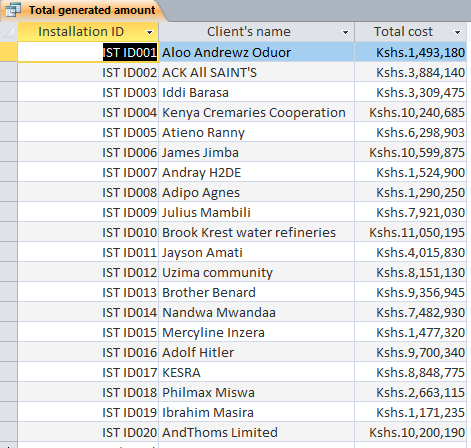 Total generated amount
Installation ID Client's name Total cost
IST ID001 Aloo Andrewz Oduor Kshs.1,493,180
IST ID002 ACK All SAINT'S Kshs.3,884,140
IST ID003 Iddi Barasa Kshs.3,309,475
IST ID004 Kenya Cremaries Cooperation Kshs.10,240,685
IST ID005 Atieno Ranny Kshs.6,298,903
IST ID006 James Jimba Kshs.10,599,875
IST ID007 Andray H2DE Kshs.1,524,900
IST ID008 Adipo Agnes Kshs.1,290,250
IST ID009 Julius Mambili Kshs.7,921,030
IST ID010 Brook Krest water refineries Kshs.11,050,195
IST ID011 Jayson Amati Kshs.4,015,830
IST ID012 Uzima community Kshs.8,151,130
IST ID013 Brother Benard Kshs.9,356,945
IST ID014 Nandwa Mwandaa Kshs.7,482,930
IST ID015 Mercyline Inzera Kshs.1,477,320
IST ID016 Adolf Hitler Kshs.9,700,340
IST ID017 KESRA Kshs.8,848,775
IST ID018 Philmax Miswa Kshs.2,663,115
IST ID019 Ibrahim Masira Kshs.1,171,235
IST ID020 AndThoms Limited Kshs.10,200,190